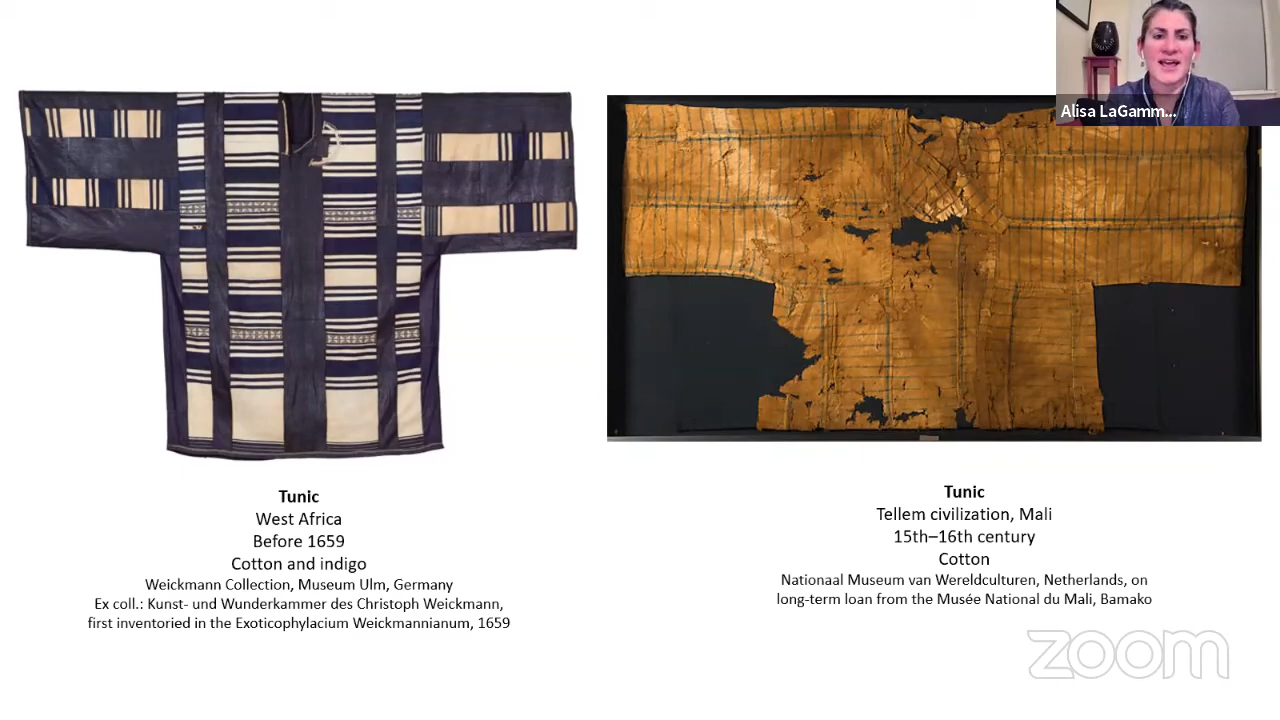 Alisa LaGamm...
Tunic
West Africa
Before 1659
Cotton and indigo
Weickmann Collection, Museum Ulm, Germany
Ex coll.: Kunst- und Wunderkammer des Christoph Weickmann,
first inventoried in the Exoticophylacium Weickmannianum, 1659
Tunic
Tellem civilization, Mali
15th–16th century
Cotton
Nationaal Museum van Wereldculturen, Netherlands, on
long-term loan from the Musée National du Mali, Bamako
zoom